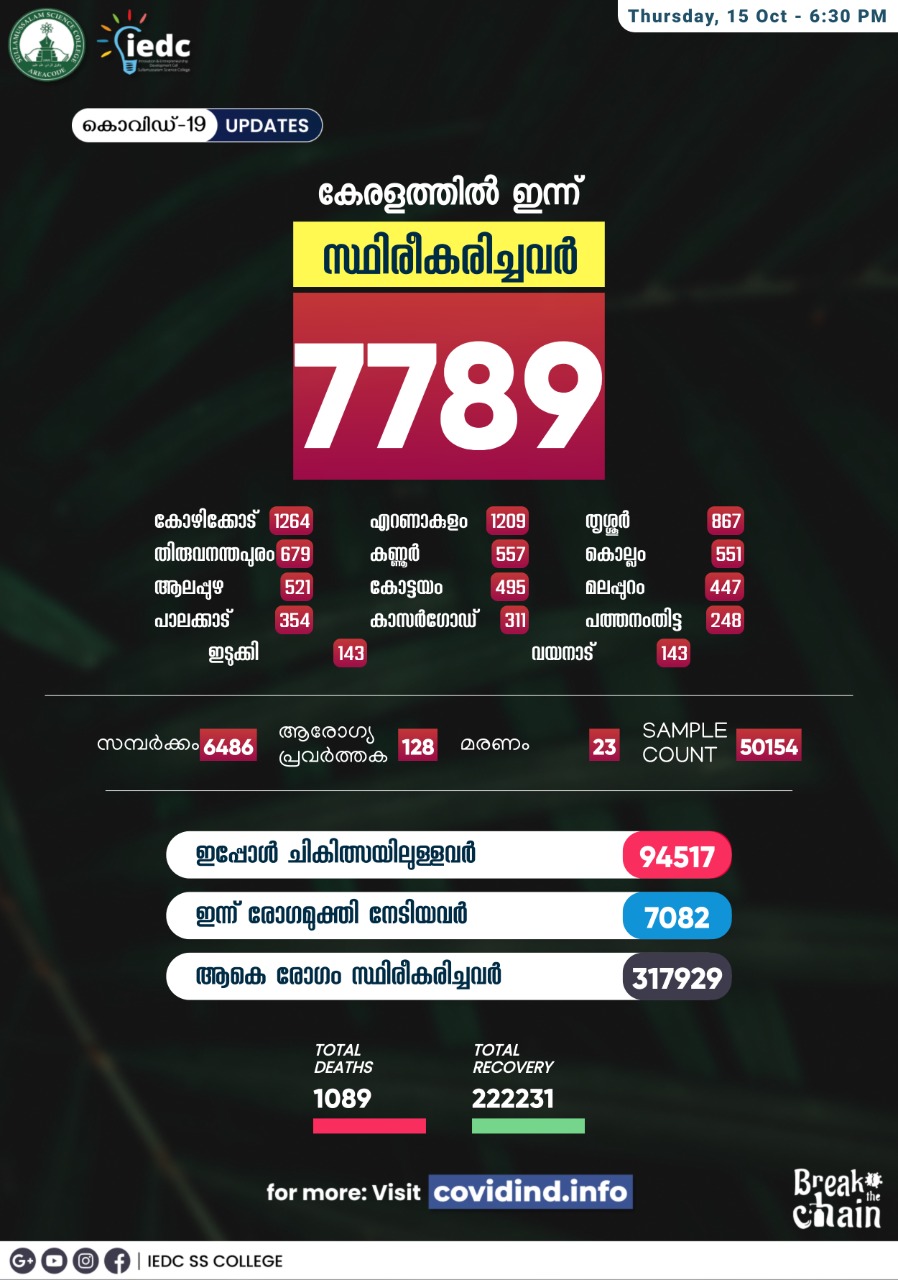 Thursday, 15 Oct - 6:30 PM
SULLAMUSSALAM SCIENCE COLLEGE
AREACODE
iedc
കൊവിഡ്-19 UPDATES
കേരളത്തിൽ ഇന്ന്
സ്ഥിരീകരിച്ചവർ
7789
കോഴിക്കോട് 1264 എറണാകുളം 1209 തൃശ്ശൂർ 867
തിരുവനന്തപുരം 679 കണ്ണൂർ 557 കൊല്ലം 551
ആലപ്പുഴ 521 കോട്ടയം 495 മലപ്പുറം 447
പാലക്കാട് 354 കാസർഗോഡ് 311 പത്തനംതിട്ട 248
ഇടുക്കി 143 വയനാട് 143
സമ്പർക്കം 6486
ആരോഗ്യ
പ്രവർത്തക 128
മരണം 23
SAMPLE
COUNT 50154
ഇപ്പോൾ ചികിത്സയിലുള്ളവർ 94517
ഇന്ന് രോഗമുക്തി നേടിയവർ 7082
ആകെ രോഗം സ്ഥിരീകരിച്ചവർ 317929
TOTAL
DEATHS
1089
TOTAL
RECOVERY
222231
for more: Visit covidind.info
Break
the
chain
G+ f | IEDC SS COLLEGE